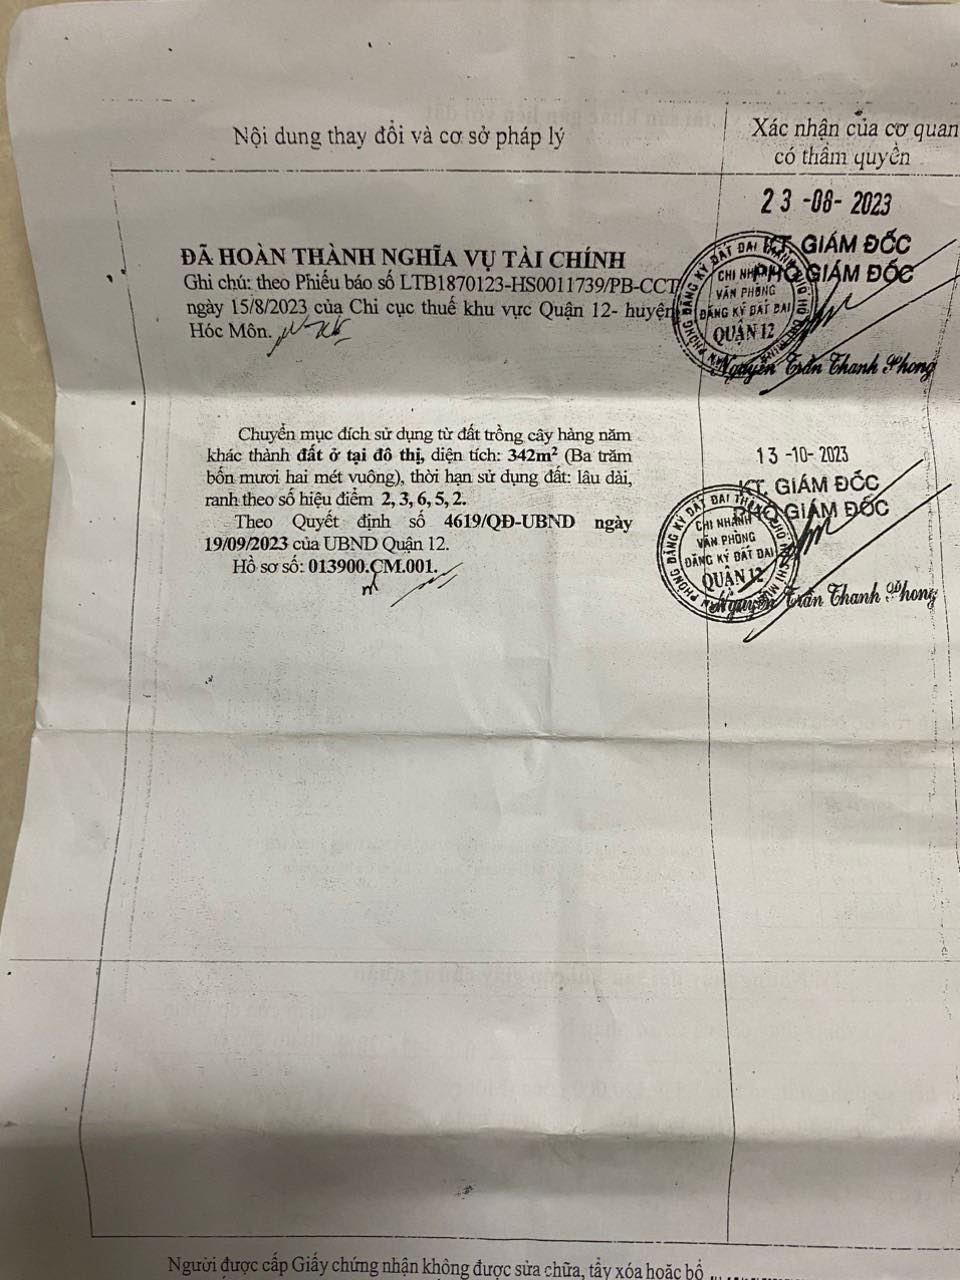 Nội dung thay đổi và cơ sở pháp lý
Xác nhận của cơ quan
có thẩm quyền
23-08-2023
ĐÃ HOÀN THÀNH NGHĨA VỤ TÀI CHÍNH
Ghi chú: theo Phiếu báo số LTB1870123-HS0011739/PB-CCT
ngày 15/8/2023 của Chi cục thuế khu vực Quận 12- huyện
Hóc Môn.
KT. GIÁM ĐỐC
PHÓ GIÁM ĐỐC
CHI NHÁNH
VĂN PHÒNG
ĐĂNG KÝ ĐẤT ĐAI
QUẬN 12
Nguyễn Trần Thanh Phong
Chuyển mục đích sử dụng từ đất trồng cây hàng năm
khác thành đất ở tại đô thị, diện tích: 342m² (Ba trăm
bốn mươi hai mét vuông), thời hạn sử dụng đất: lâu dài,
ranh theo số hiệu điểm 2, 3, 6, 5, 2.
Theo Quyết định số 4619/QĐ-UBND ngày
19/09/2023 của UBND Quận 12.
Hồ sơ số: 013900.CM.001.
13-10-2023
KT. GIÁM ĐỐC
PHÓ GIÁM ĐỐC
CHI NHÁNH
VĂN PHÒNG
ĐĂNG KÝ ĐẤT ĐAI
QUẬN 12
Nguyễn Trần Thanh Phong
Người được cấp Giấy chứng nhận không được sửa chữa, tẩy xóa hoặc bổ